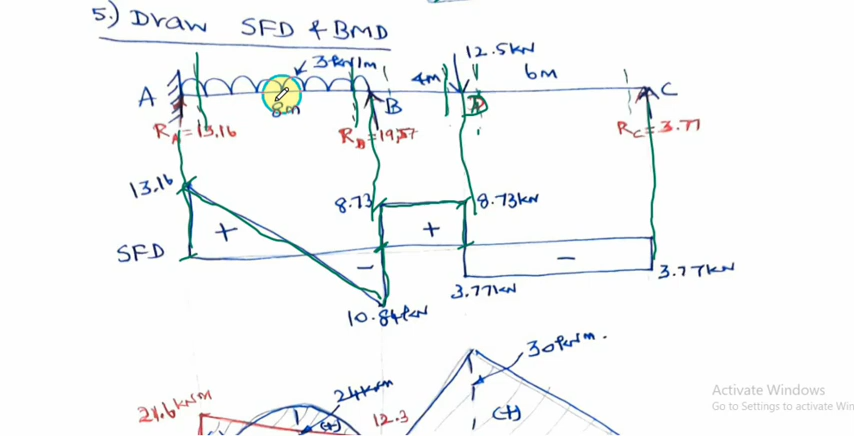 5.) Draw SFD & BMD
3kN/m
12.5kN
4m
6m
A
8m
B
D
C
RA=13.16
RB=19.57
RC=3.77
13.16
8.73
8.73kN
+
+
SFD
-
-
3.77kN
3.77kN
10.84kN
30kNm.
24kNm
21.6kNm
(+)
12.3
(+)
Activate Windows
Go to Settings to activate Win